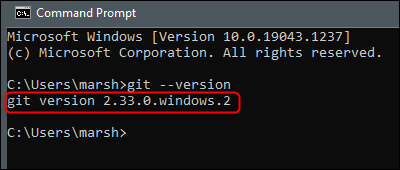 Command Prompt
Microsoft Windows [Version 10.0.19043.1237]
(c) Microsoft Corporation. All rights reserved.
C:\Users\marsh>git --version
git version 2.33.0.windows.2
C:\Users\marsh>